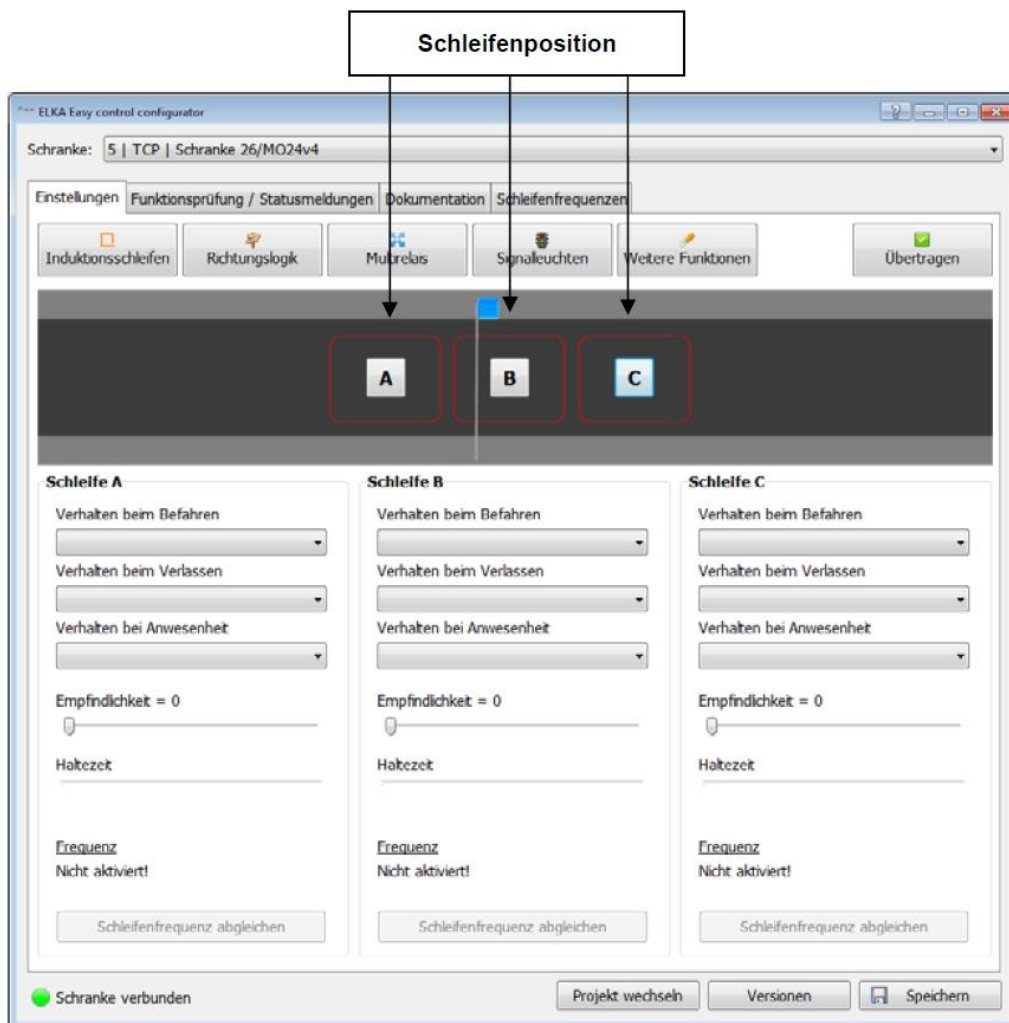 Schleifenposition
ELKA Easy control configurator
Schranke: 5 | TCP | Schranke 26/MO24v4
Einstellungen Funktionsprüfung / Statusmeldungen Dokumentation Schleifenfrequenzen
Induktionsschleifen Richtungslogik Multirelais Signalleuchten Weitere Funktionen Übertragen
A B C
Schleife A Schleife B Schleife C
Verhalten beim Befahren Verhalten beim Befahren Verhalten beim Befahren
Verhalten beim Verlassen Verhalten beim Verlassen Verhalten beim Verlassen
Verhalten bei Anwesenheit Verhalten bei Anwesenheit Verhalten bei Anwesenheit
Empfindlichkeit = 0 Empfindlichkeit = 0 Empfindlichkeit = 0
Haltezeit Haltezeit Haltezeit
Frequenz Frequenz Frequenz
Nicht aktiviert! Nicht aktiviert! Nicht aktiviert!
Schleifenfrequenz abgleichen Schleifenfrequenz abgleichen Schleifenfrequenz abgleichen
Schranke verbunden Projekt wechseln Versionen Speichern